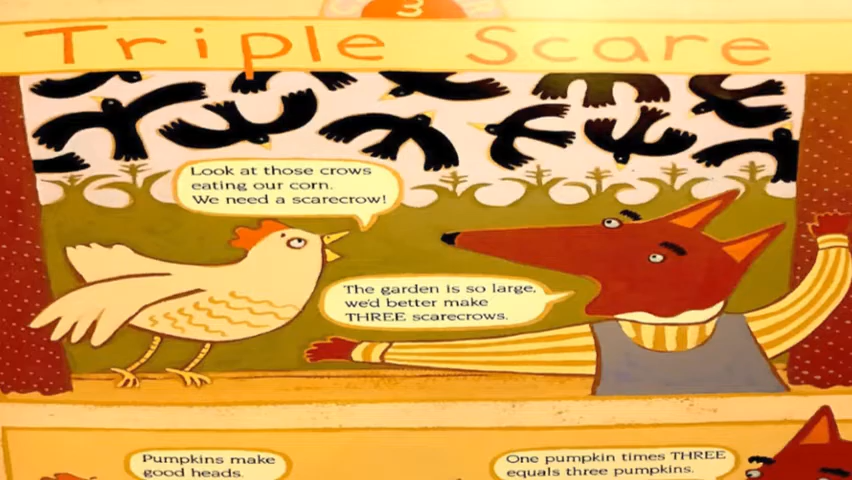 3
Triple Scare
Look at those crows
eating our corn.
We need a scarecrow!
The garden is so large,
we'd better make
THREE scarecrows.
Pumpkins make
good heads.
One pumpkin times THREE
equals three pumpkins.